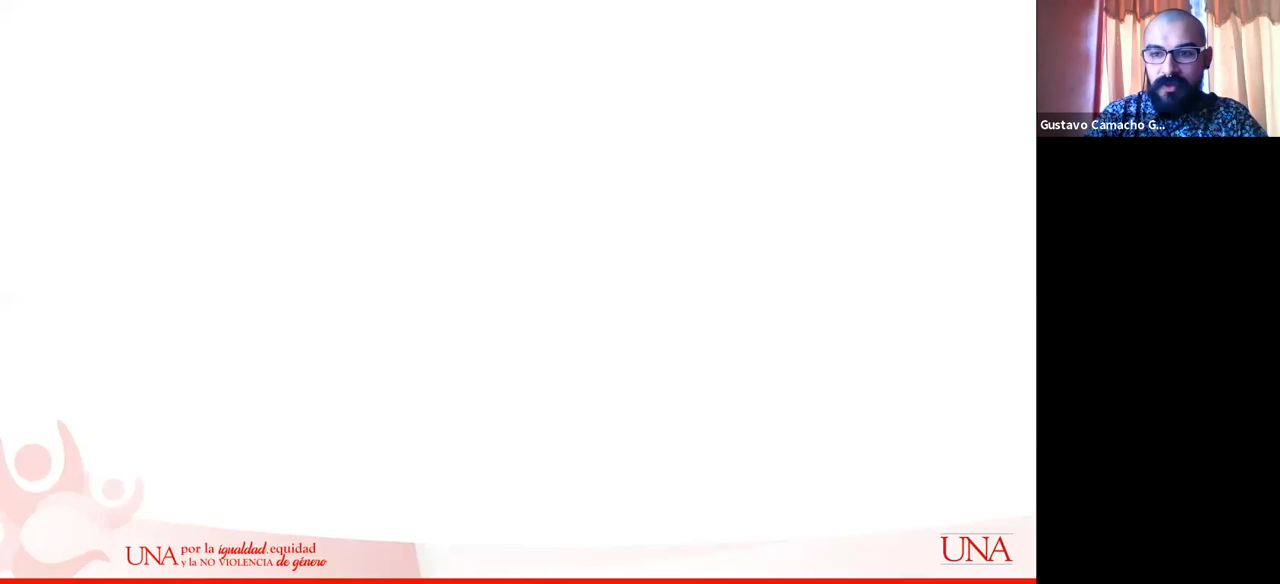 Gustavo Camacho G...
UNA por la igualdad, equidad
y la NO VIOLENCIA de género
UNA